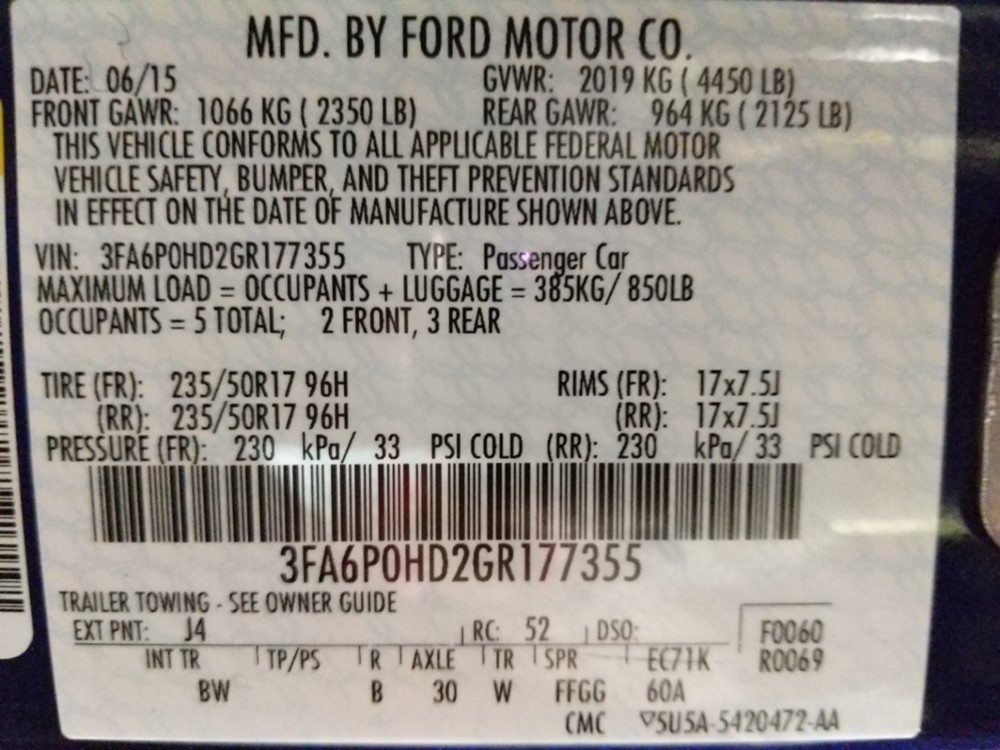 MFD. BY FORD MOTOR CO.
DATE: 06/15 GVWR: 2019 KG ( 4450 LB)
FRONT GAWR: 1066 KG ( 2350 LB) REAR GAWR: 964 KG ( 2125 LB)
THIS VEHICLE CONFORMS TO ALL APPLICABLE FEDERAL MOTOR
VEHICLE SAFETY, BUMPER, AND THEFT PREVENTION STANDARDS
IN EFFECT ON THE DATE OF MANUFACTURE SHOWN ABOVE.
VIN: 3FA6P0HD2GR177355 TYPE: Passenger Car
MAXIMUM LOAD = OCCUPANTS + LUGGAGE = 385KG/ 850LB
OCCUPANTS = 5 TOTAL; 2 FRONT, 3 REAR
TIRE (FR): 235/50R17 96H RIMS (FR): 17x7.5J
(RR): 235/50R17 96H (RR): 17x7.5J
PRESSURE (FR): 230 kPa/ 33 PSI COLD (RR): 230 kPa/ 33 PSI COLD
3FA6P0HD2GR177355
TRAILER TOWING - SEE OWNER GUIDE
EXT PNT: J4 RC: 52 DSO: F0060
INT TR TP/PS R AXLE TR SPR EC71K R0069
BW B 30 W FFGG 60A
CMC ▽5U5A-5420472-AA